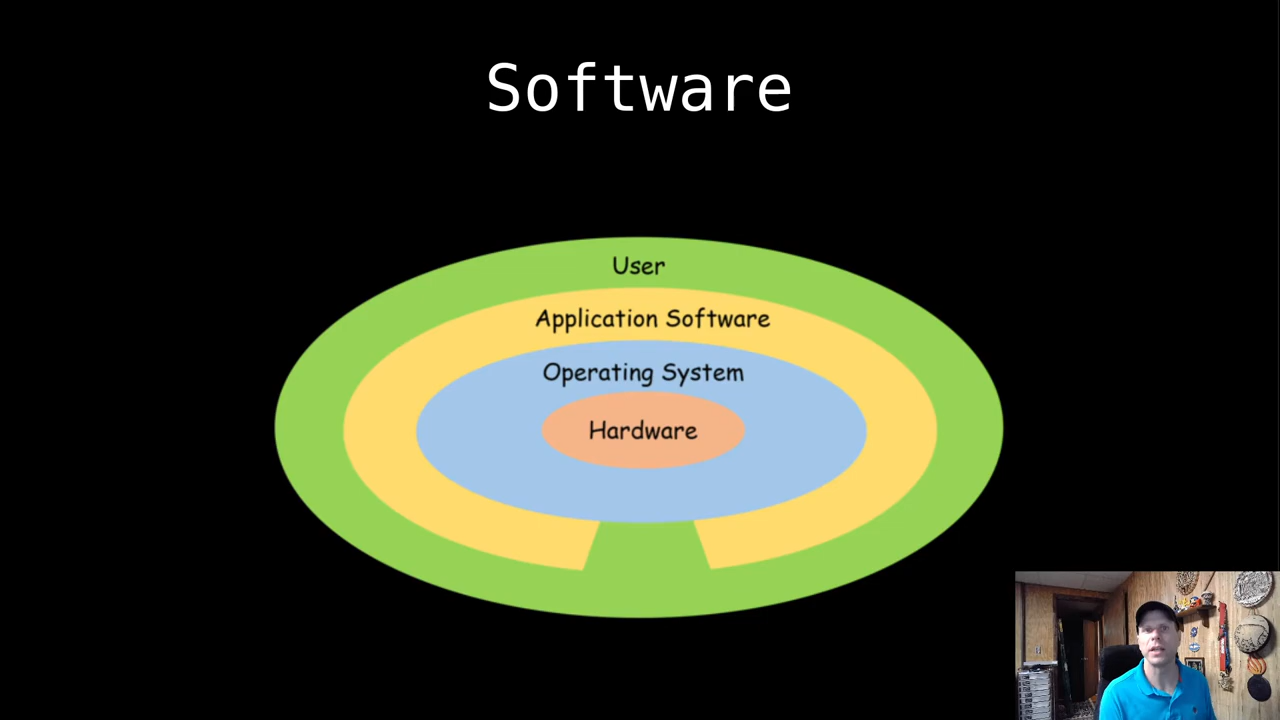 Software
User
Application Software
Operating System
Hardware